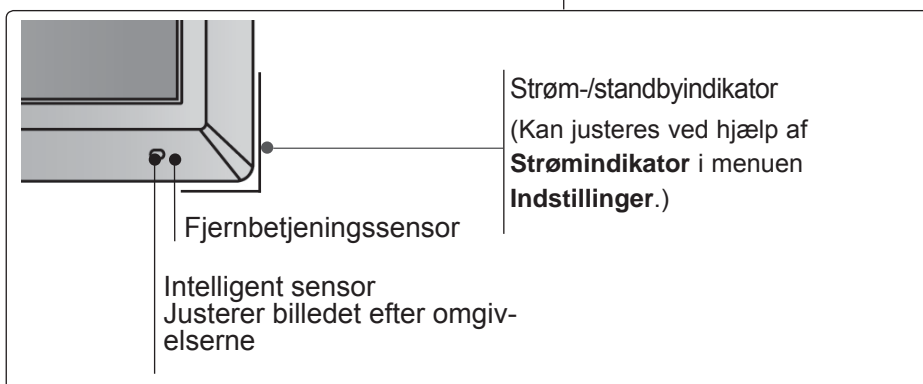 Strøm-/standbyindikator
(Kan justeres ved hjælp af
Strømindikator i menuen
Indstillinger.)
Fjernbetjeningssensor
Intelligent sensor
Justerer billedet efter omgiv-
elserne